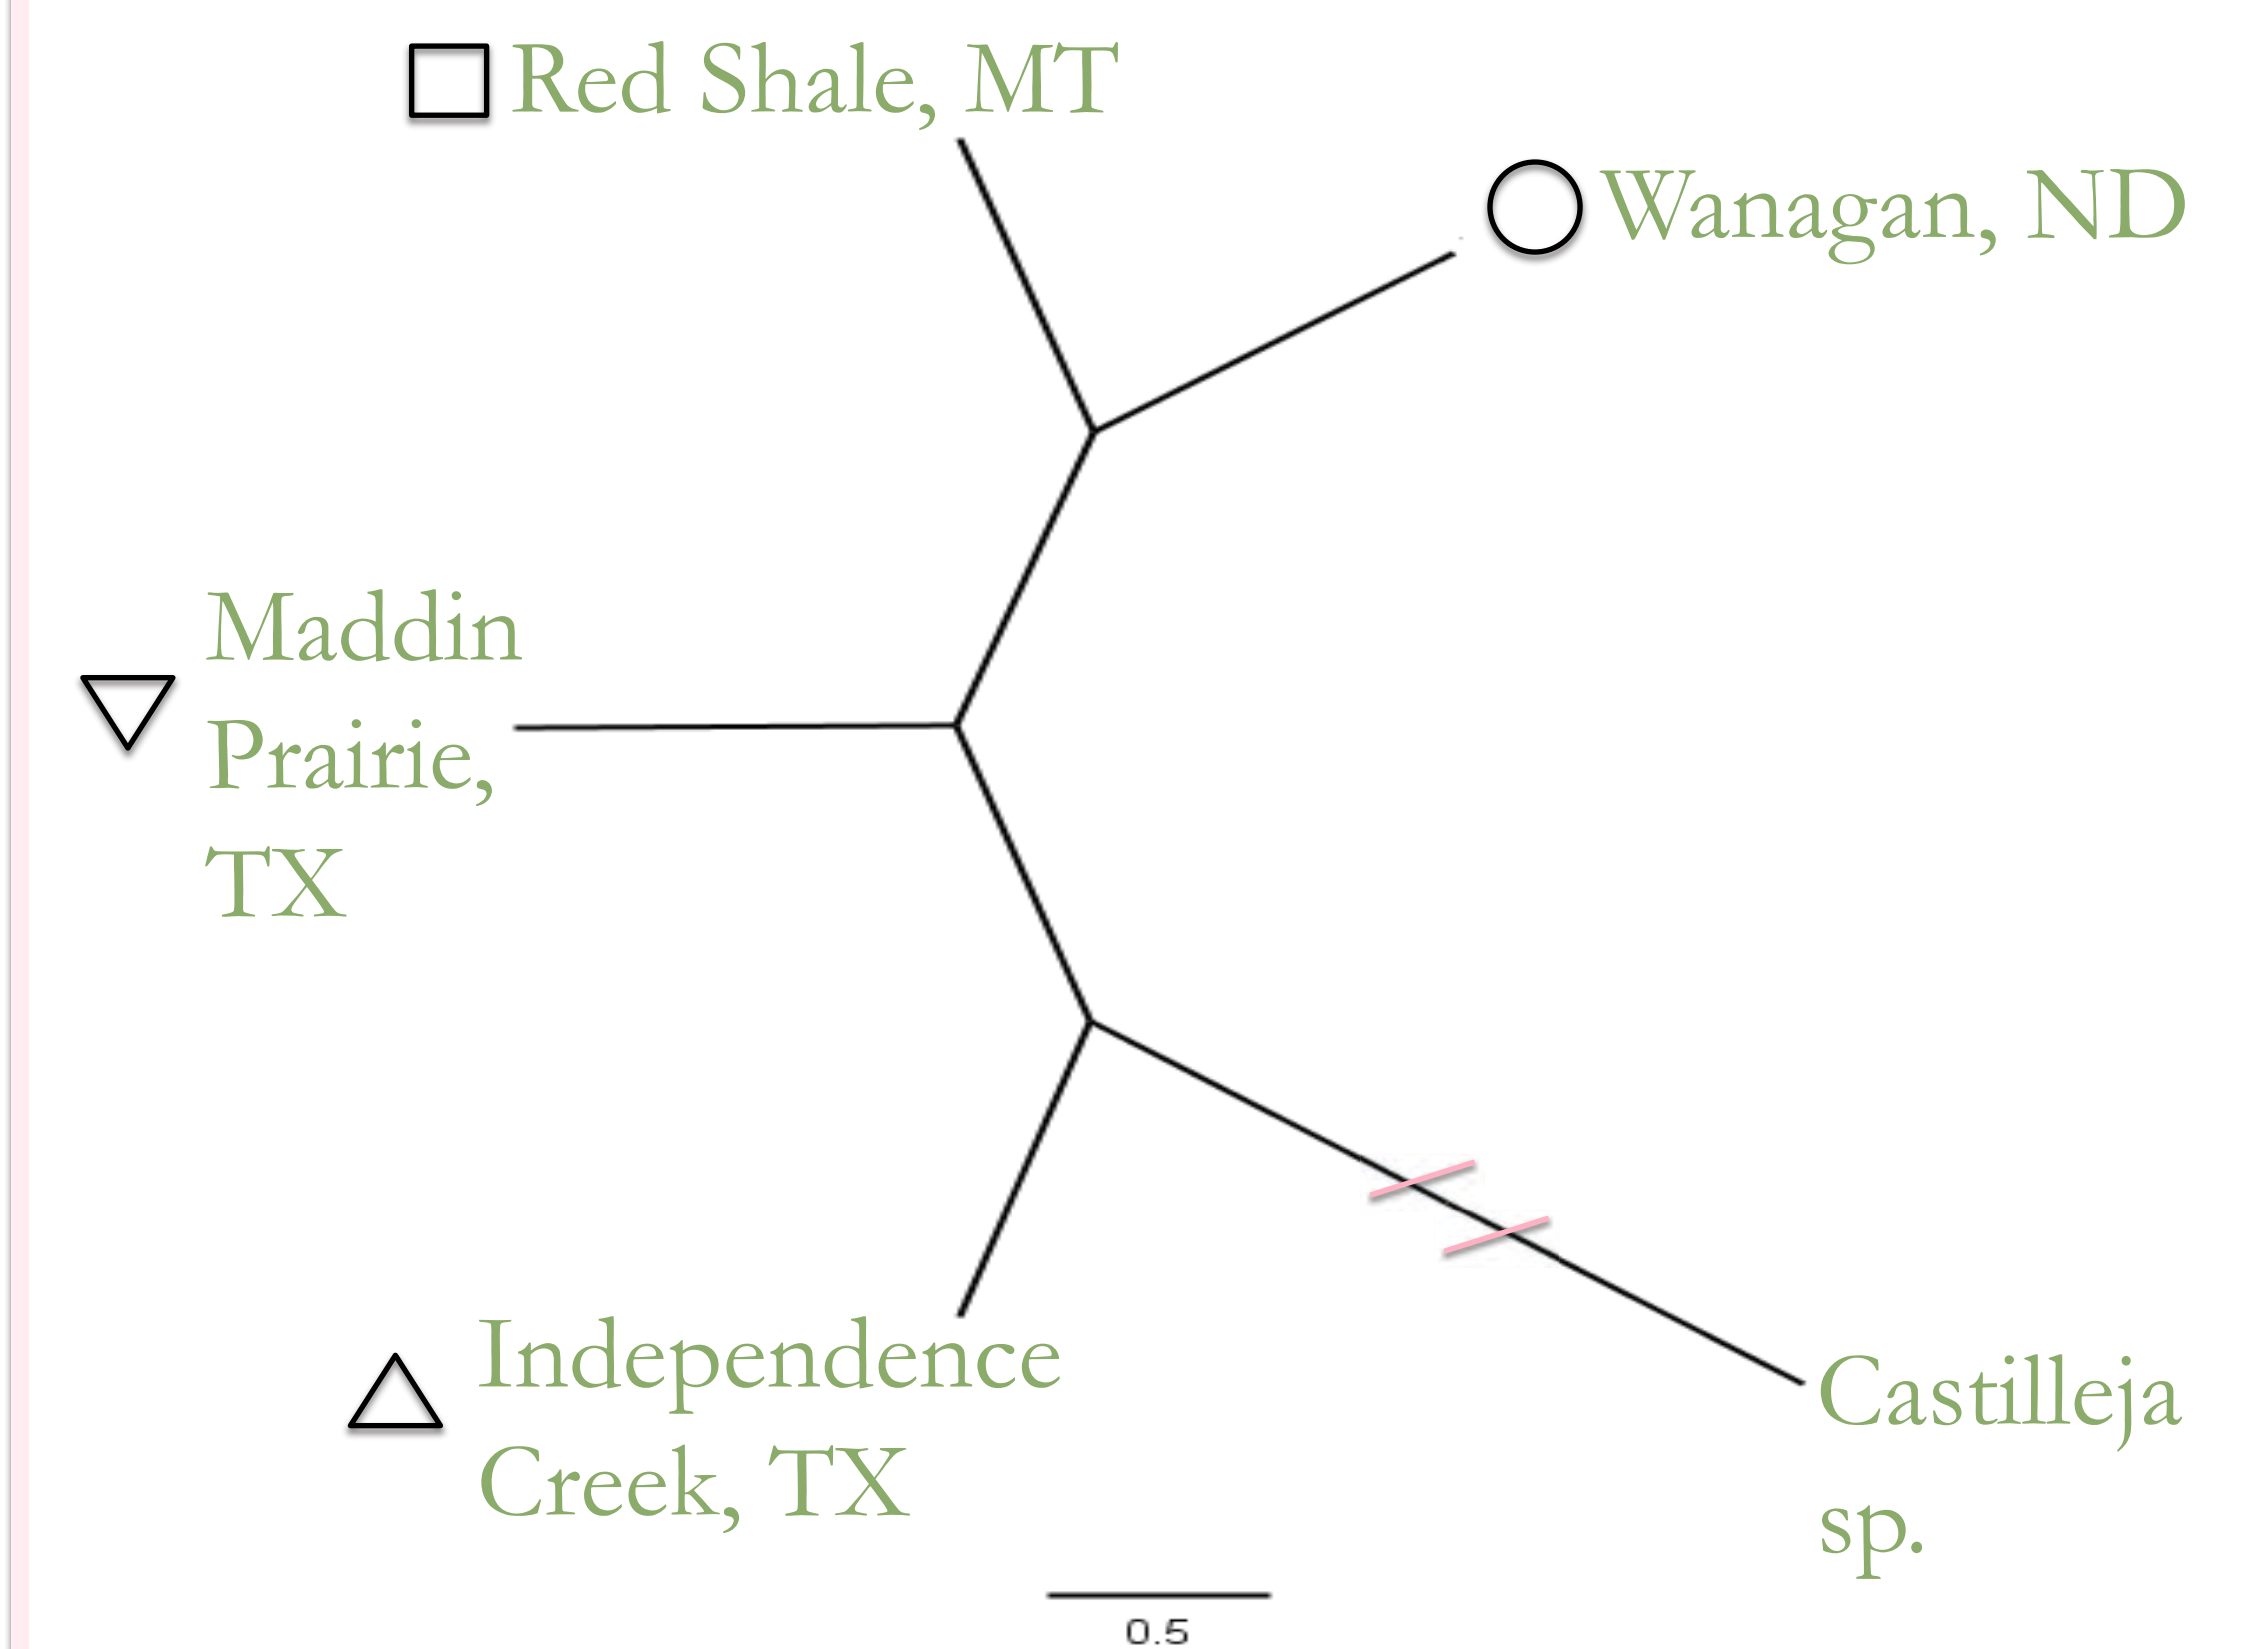 Red Shale, MT
Wanagan, ND
Maddin
Prairie,
TX
Independence
Creek, TX
Castilleja
sp.
0.5